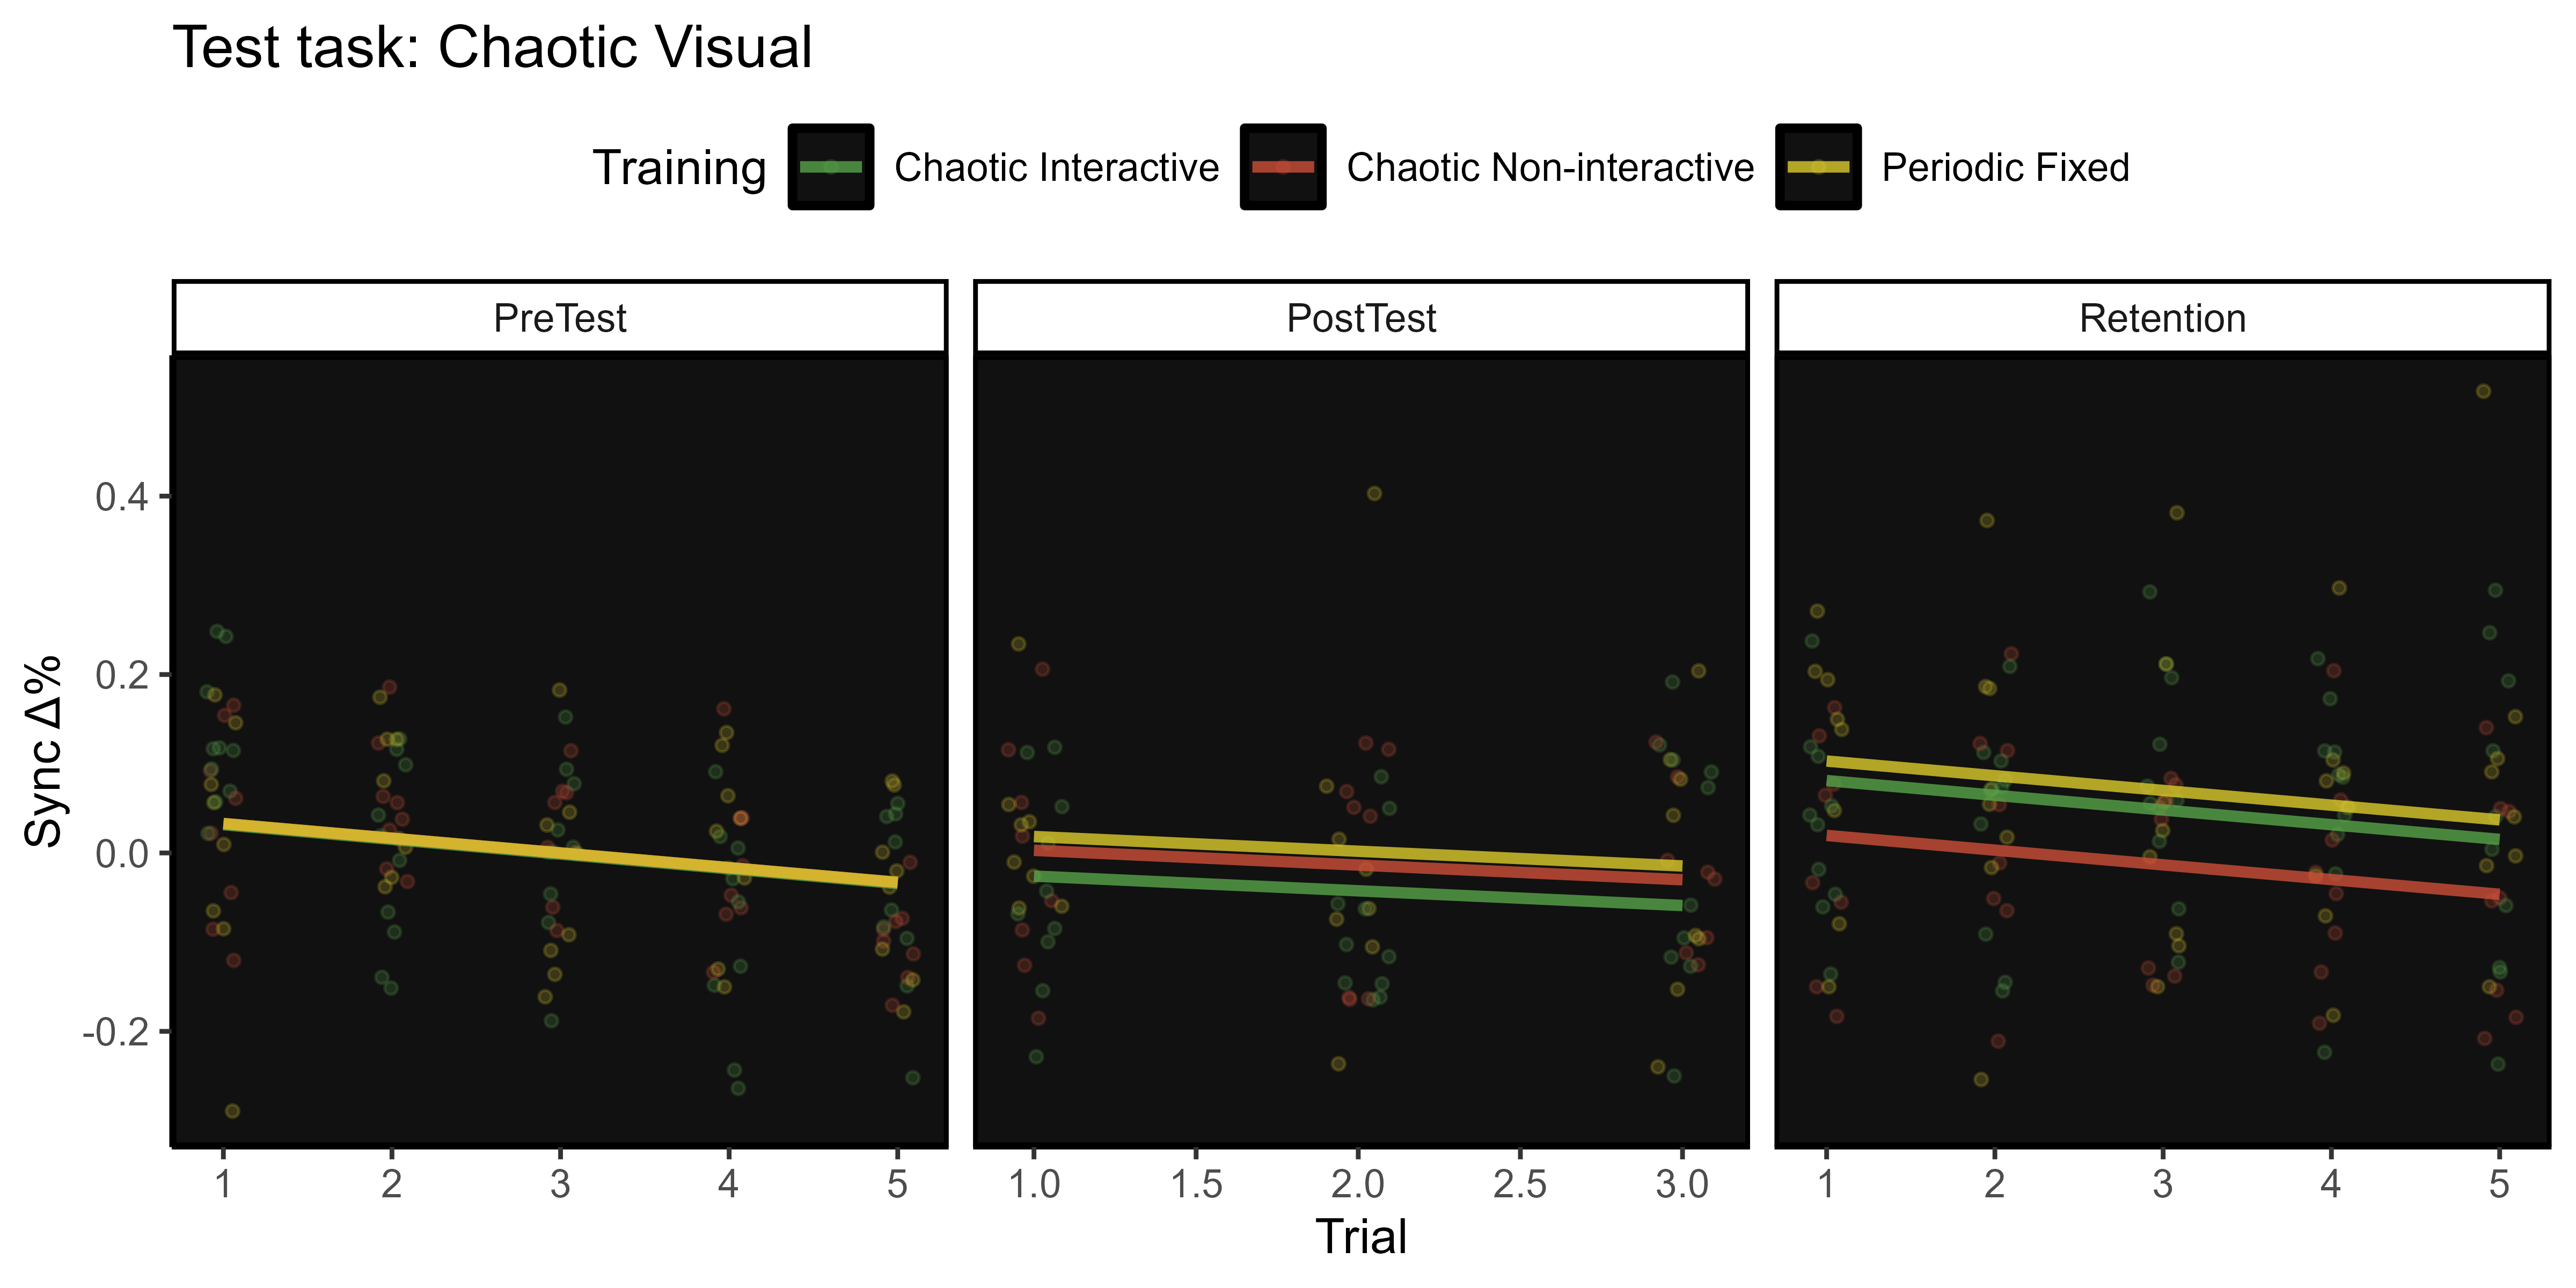 Test task: Chaotic Visual
Training Chaotic Interactive Chaotic Non-interactive Periodic Fixed
PreTest PostTest Retention
Sync Δ%
0.4
0.2
0.0
-0.2
1 2 3 4 5 1.0 1.5 2.0 2.5 3.0 1 2 3 4 5
Trial